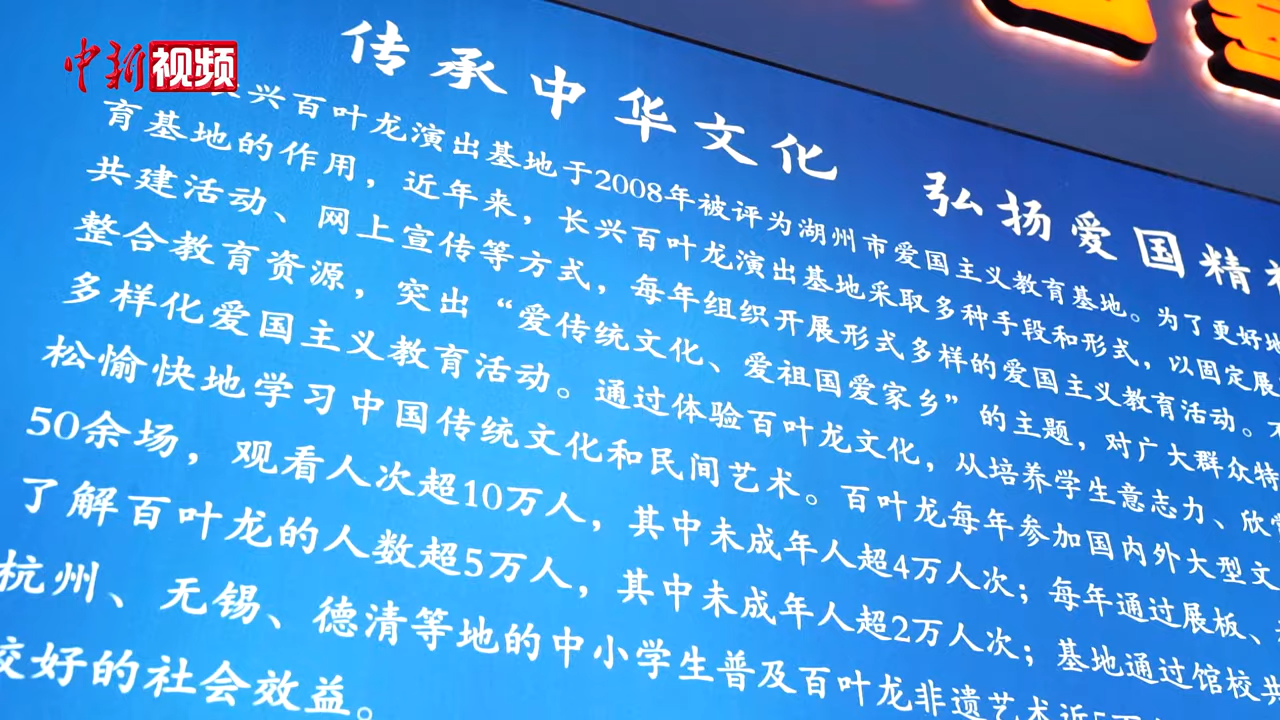 中新视频
传承中华文化 弘扬爱国精
长兴百叶龙演出基地于2008年被评为湖州市爱国主义教育基地。为了更好地
育基地的作用，近年来，长兴百叶龙演出基地采取多种手段和形式，以固定展
共建活动、网上宣传等方式，每年组织开展形式多样的爱国主义教育活动。
整合教育资源，突出“爱传统文化、爱祖国爱家乡”的主题，对广大群众特
多样化爱国主义教育活动。通过体验百叶龙文化，从培养学生意志力、欣
松愉快地学习中国传统文化和民间艺术。百叶龙每年参加国内外大型文
50余场，观看人次超10万人，其中未成年人超4万人次；每年通过展板、
了解百叶龙的人数超5万人，其中未成年人超2万人次；基地通过馆校共
杭州、无锡、德清等地的中小学生普及百叶龙非遗艺术近5万
较好的社会效益。